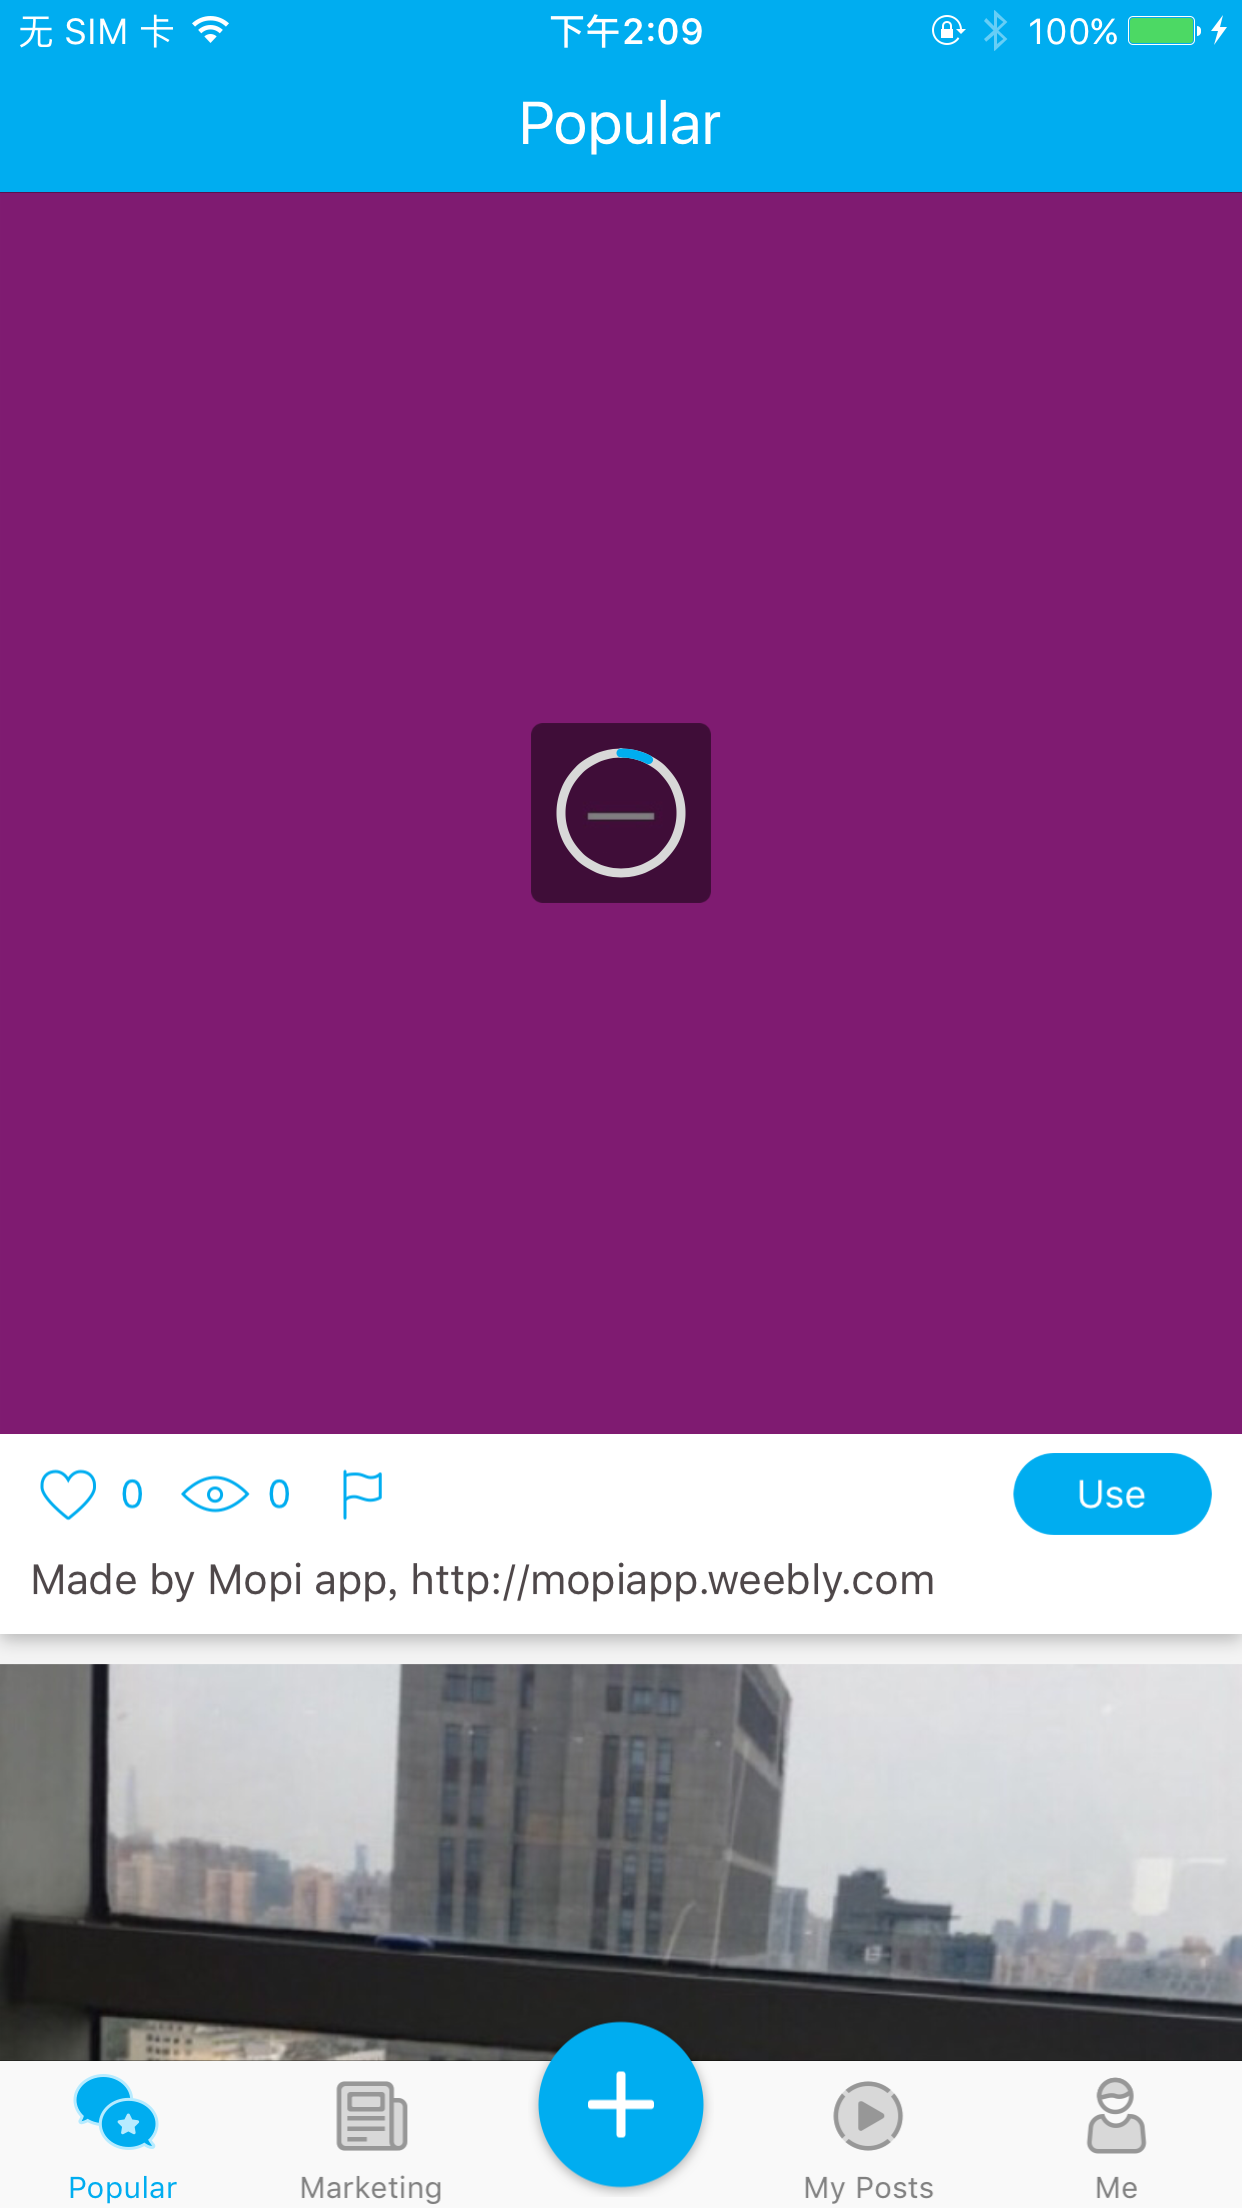 无 SIM 卡 下午2:09 100%
Popular
0 0 Use
Made by Mopi app, http://mopiapp.weebly.com
Popular Marketing My Posts Me